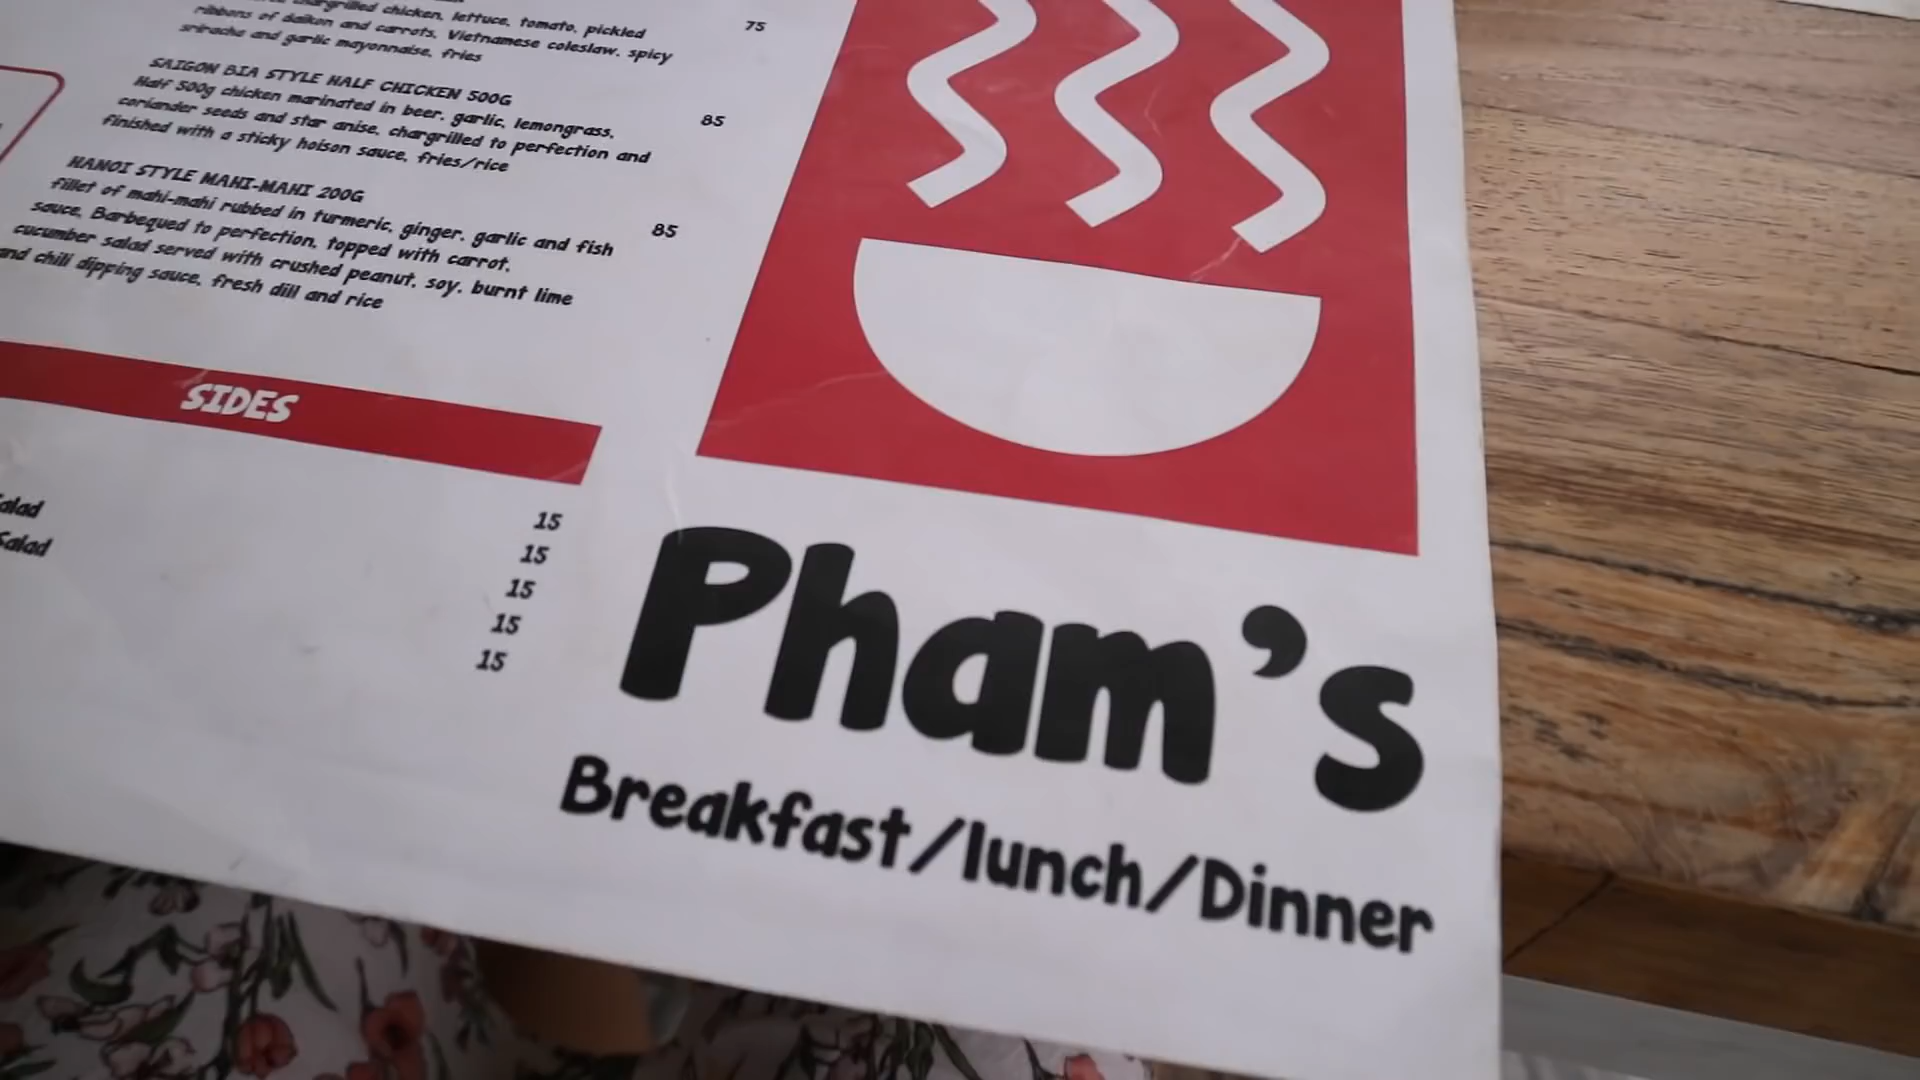 chargrilled chicken, lettuce, tomato, pickled 75
ribbons of daikon and carrots, Vietnamese coleslaw, spicy
sriracha and garlic mayonnaise, fries
SAIGON BIA STYLE HALF CHICKEN 500G
Half 500g chicken marinated in beer, garlic, lemongrass, 85
coriander seeds and star anise, chargrilled to perfection and
finished with a sticky hoison sauce, fries/rice
HANOI STYLE MAHI-MAHI 200G
fillet of mahi-mahi rubbed in turmeric, ginger, garlic and fish 85
sauce. Barbequed to perfection, topped with carrot,
cucumber salad served with crushed peanut, soy, burnt lime
and chili dipping sauce, fresh dill and rice
SIDES
Salad 15
Salad 15
15
15
15
Pham's
Breakfast/lunch/Dinner